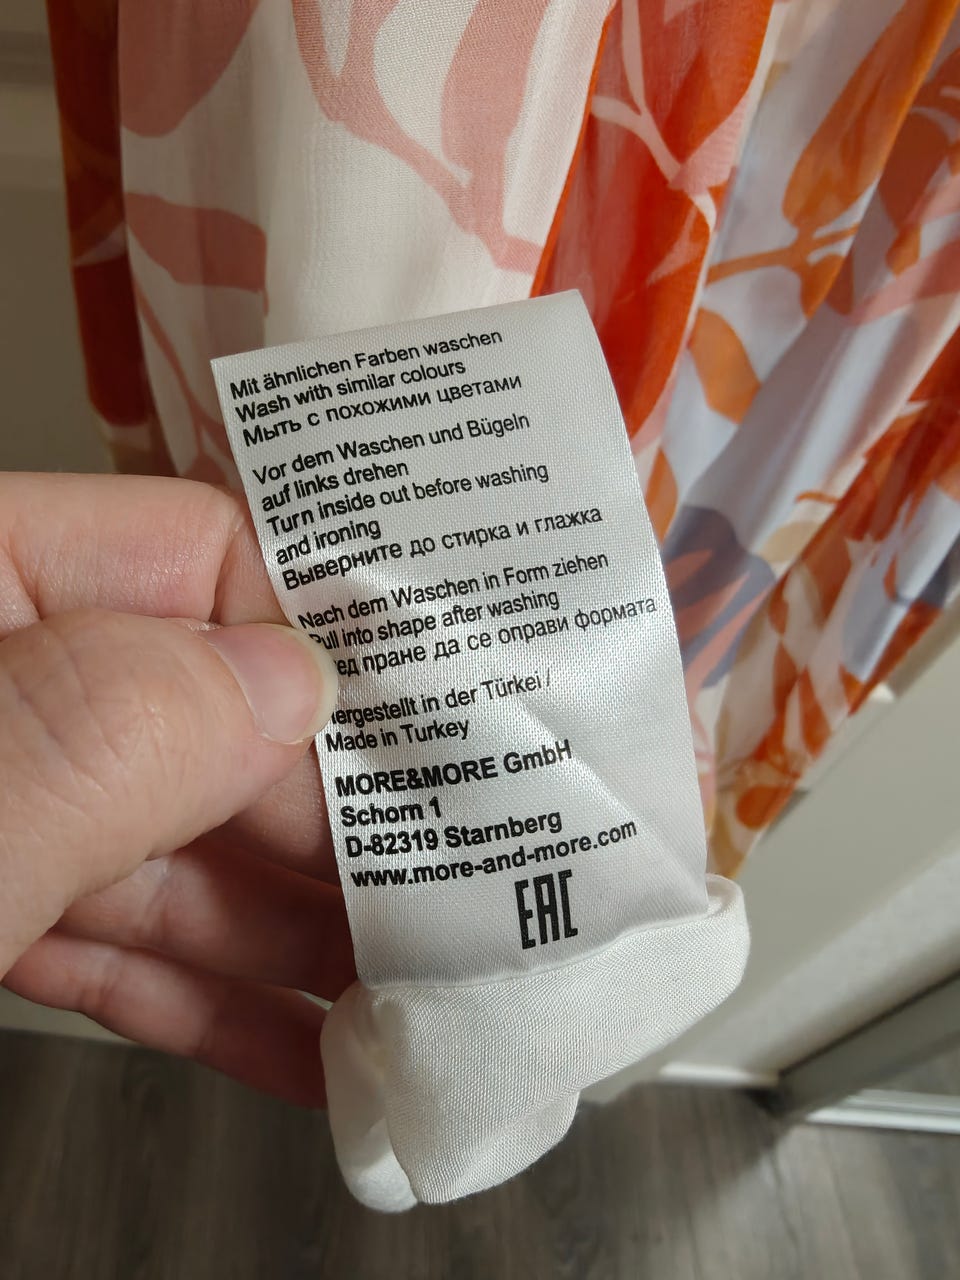 Mit ähnlichen Farben waschen
Wash with similar colours
Мыть с похожими цветами
Vor dem Waschen und Bügeln
auf links drehen
Turn inside out before washing
and ironing
Выверните до стирка и глажка
Nach dem Waschen in Form ziehen
Pull into shape after washing
ед пране да се оправи формата
ergestellt in der Türkei /
Made in Turkey
MORE&MORE GmbH
Schorn 1
D-82319 Starnberg
www.more-and-more.com
EAC